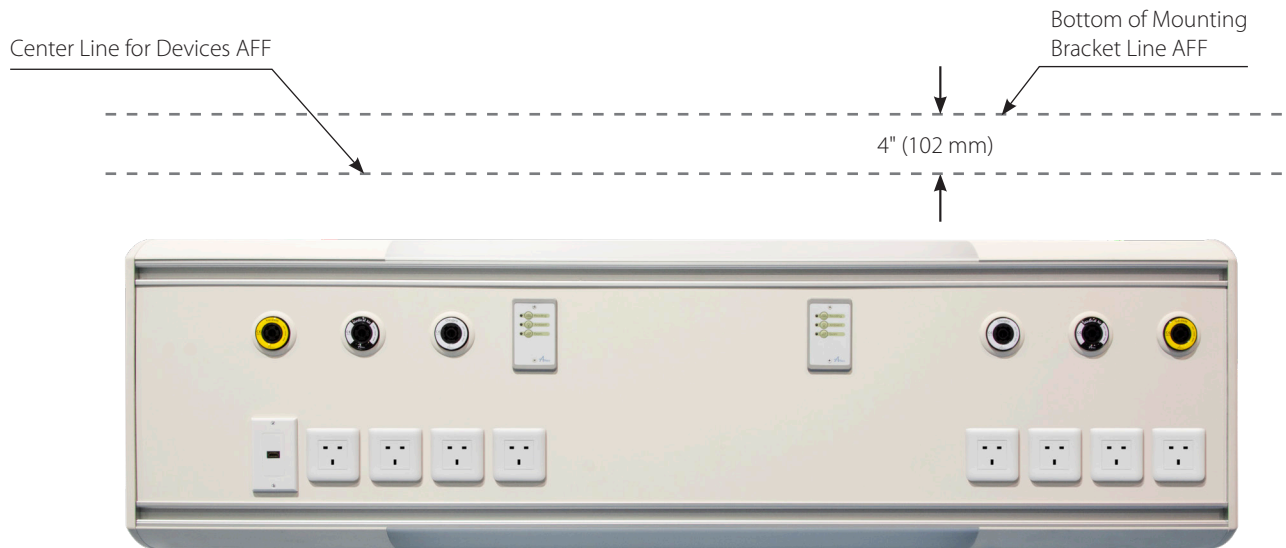 Center Line for Devices AFF
Bottom of Mounting
Bracket Line AFF
4" (102 mm)